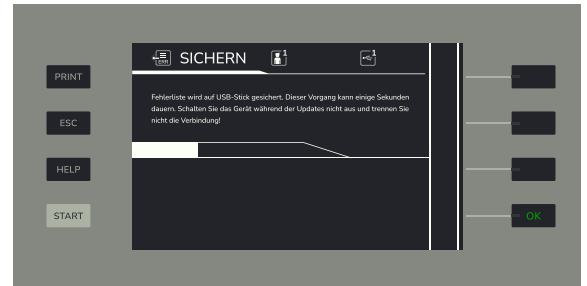 ERR SICHERN 1 1
PRINT
Fehlerliste wird auf USB-Stick gesichert. Dieser Vorgang kann einige Sekunden
dauern. Schalten Sie das Gerät während der Updates nicht aus und trennen Sie
nicht die Verbindung!
ESC
HELP
START
OK